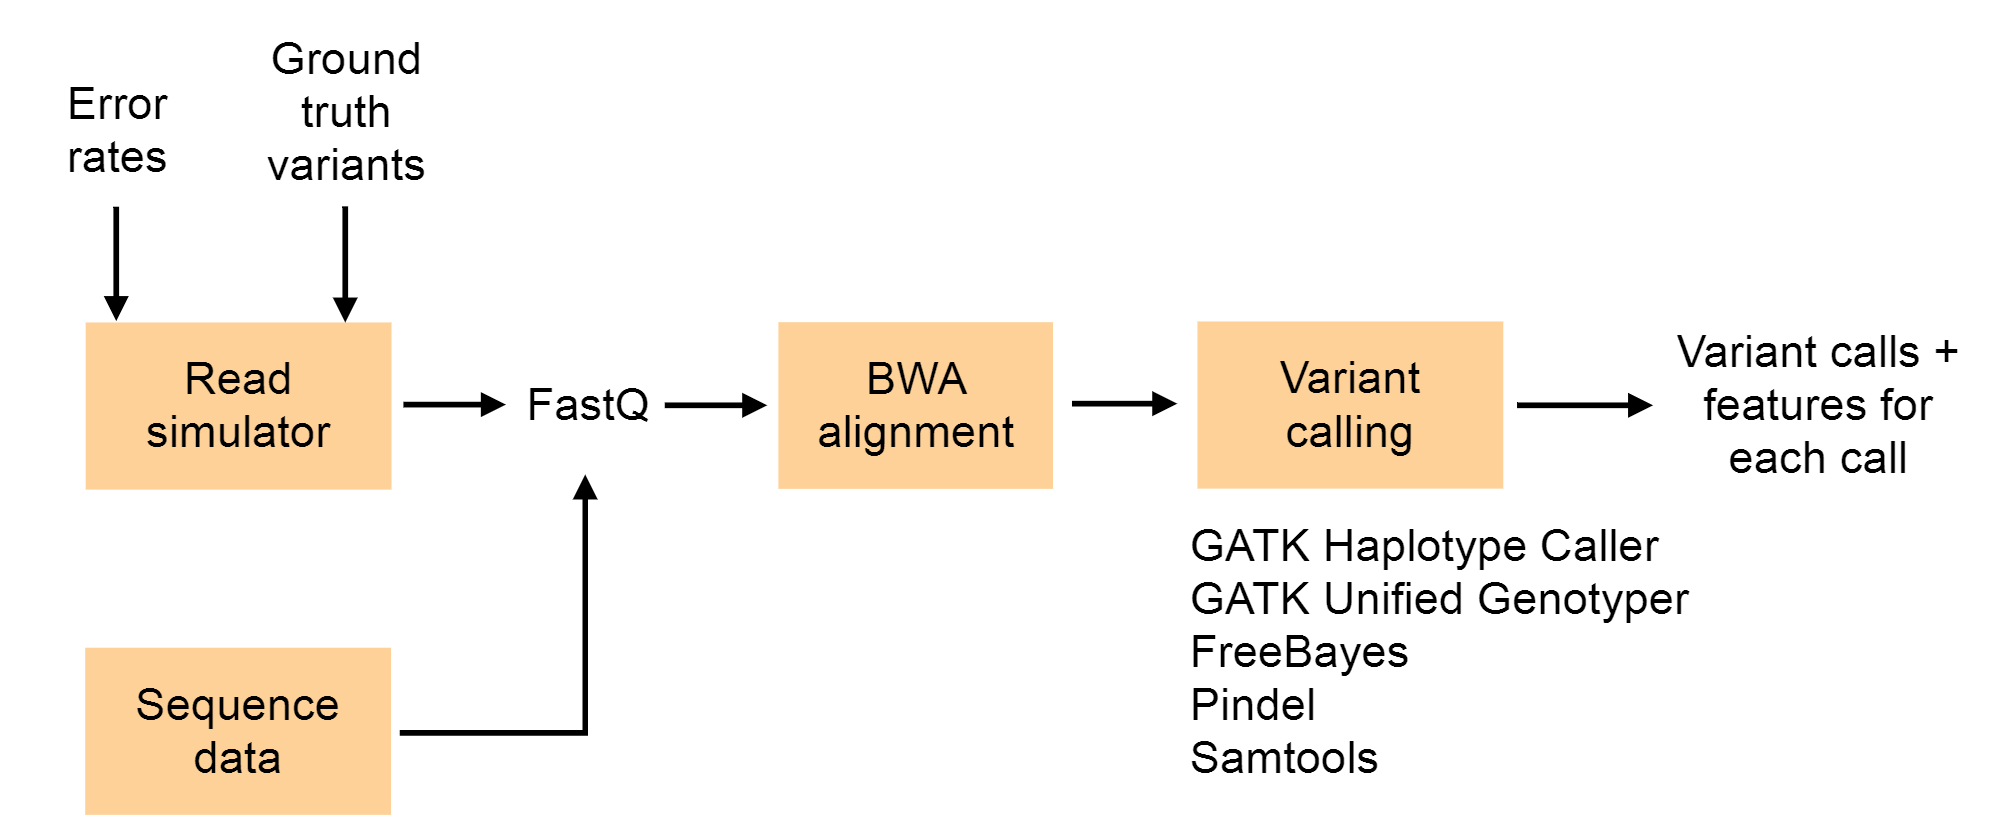 Error
rates
Ground
truth
variants
Read
simulator
FastQ
BWA
alignment
Variant
calling
Variant calls +
features for
each call
GATK Haplotype Caller
GATK Unified Genotyper
FreeBayes
Pindel
Samtools
Sequence
data